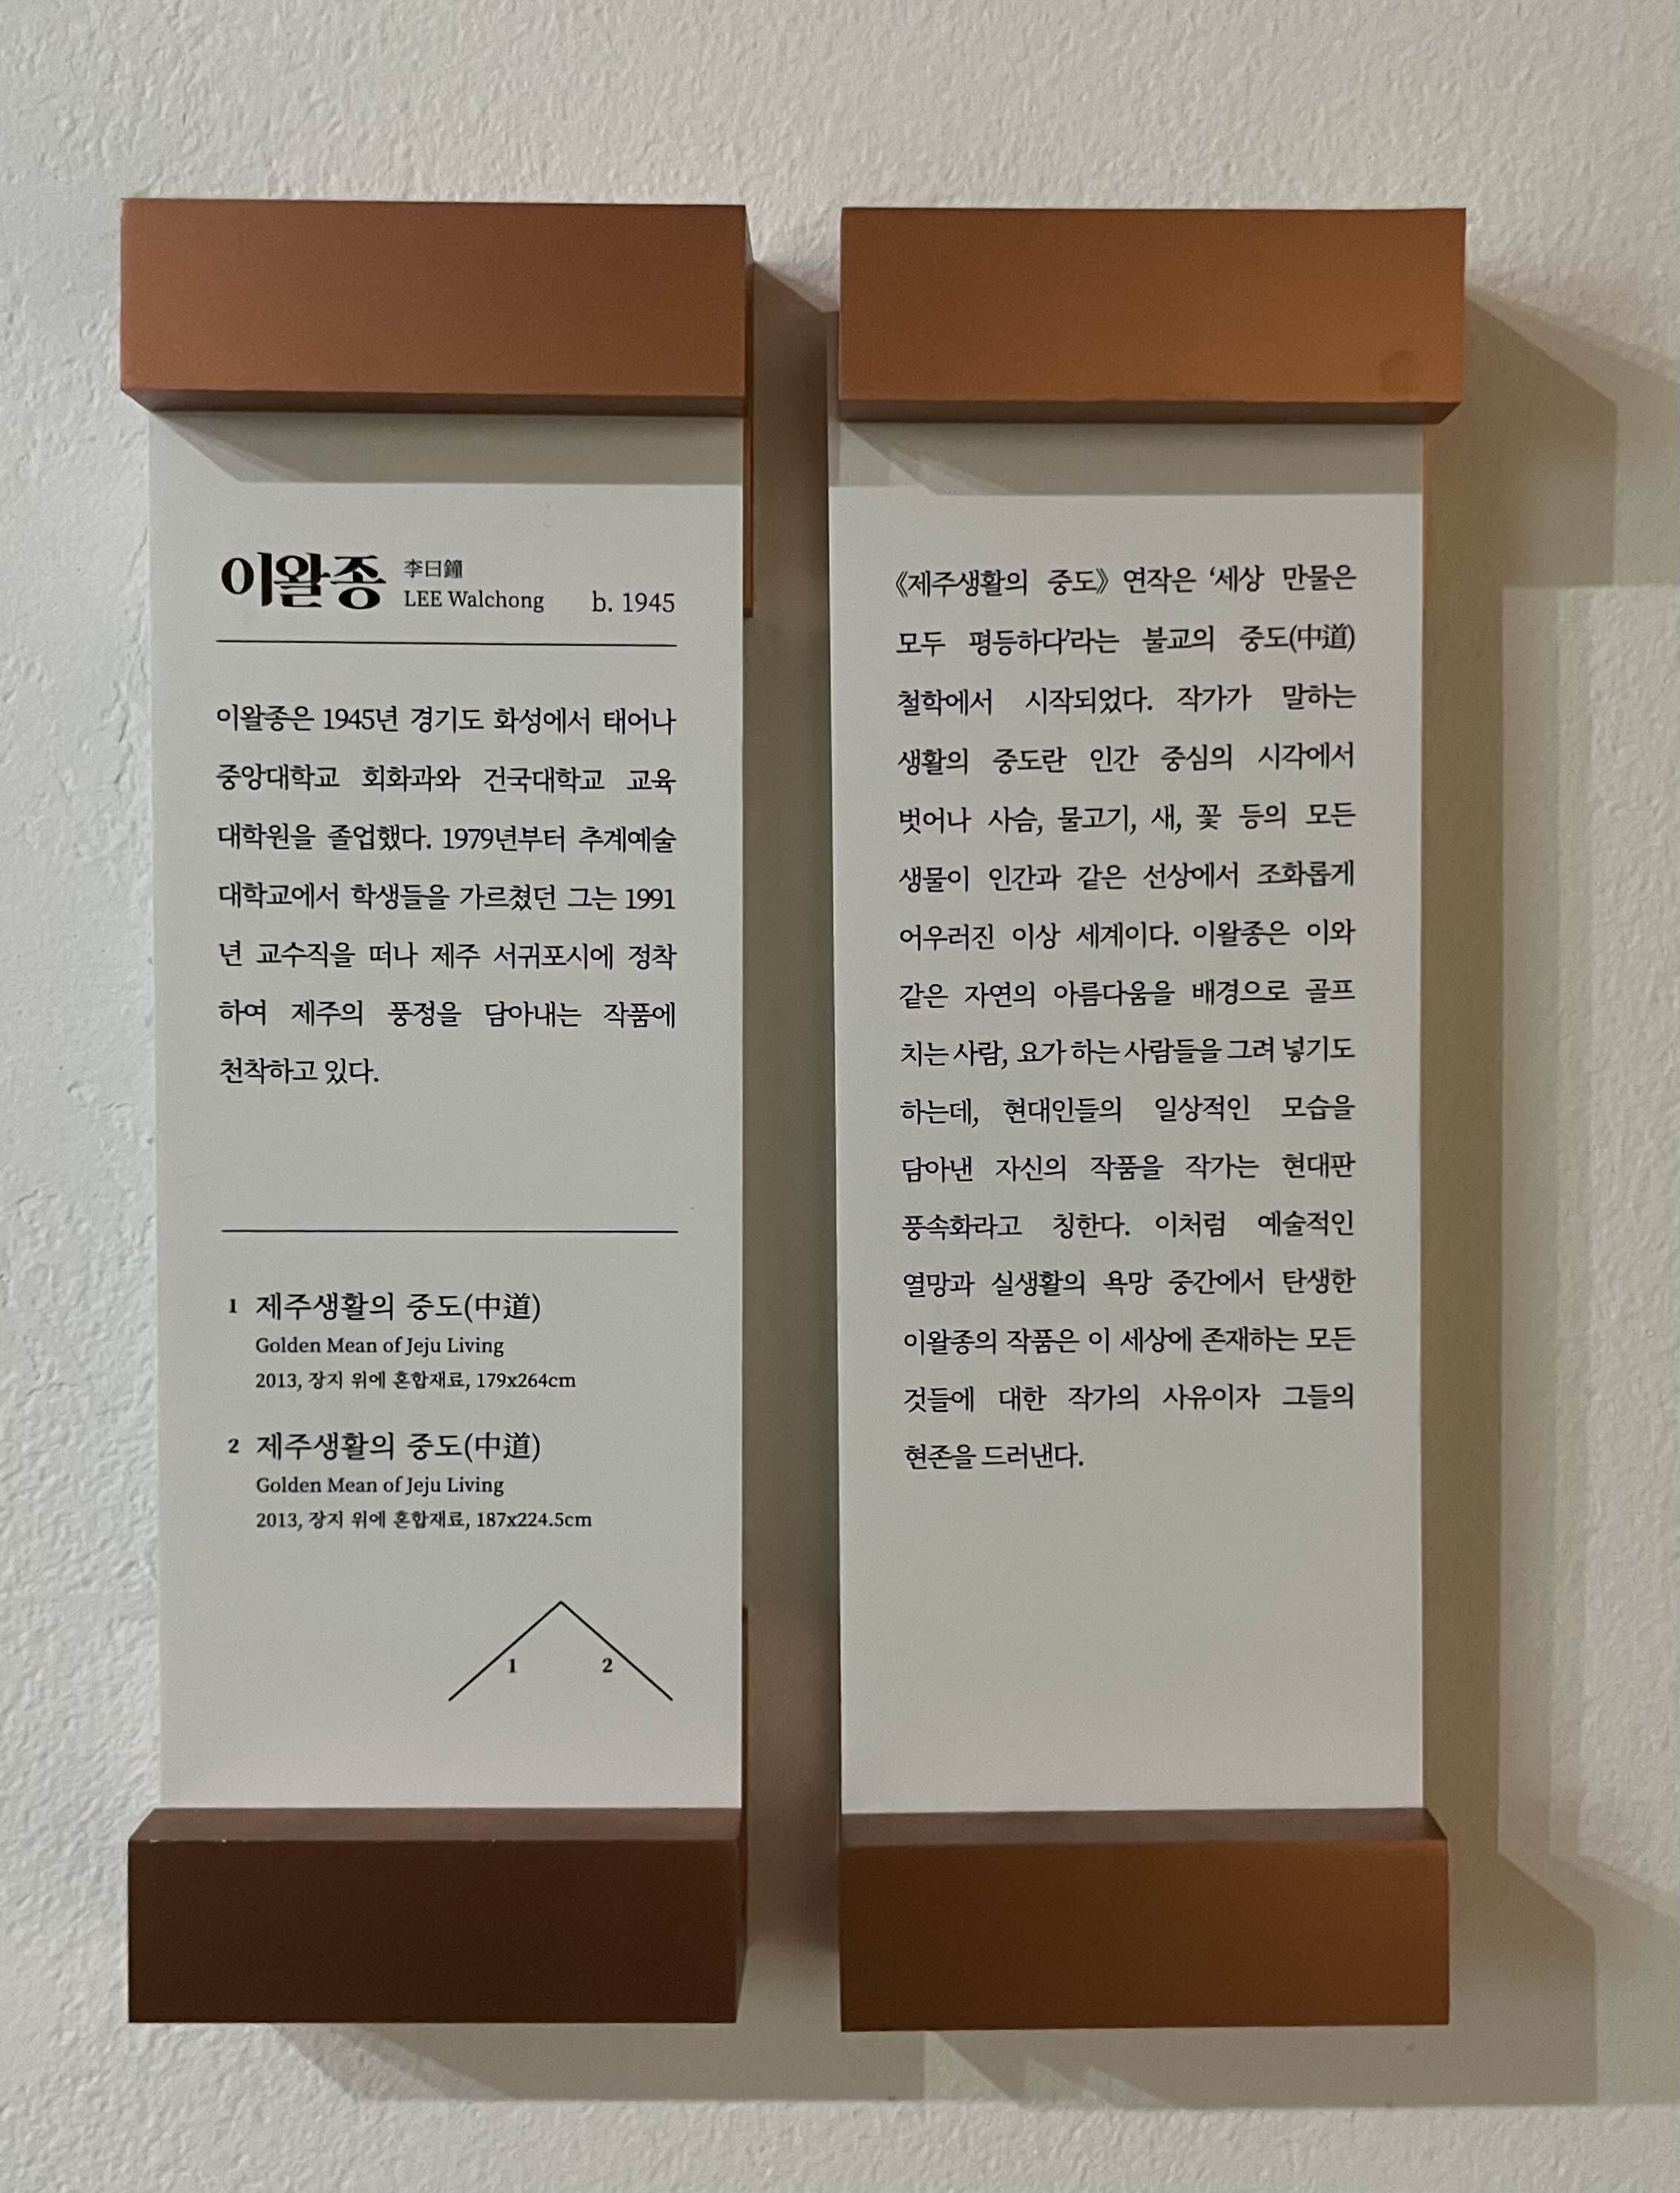 이왈종 李曰鐘
LEE Walchong b. 1945
이왈종은 1945년 경기도 화성에서 태어나
중앙대학교 회화과와 건국대학교 교육
대학원을 졸업했다. 1979년부터 추계예술
대학교에서 학생들을 가르쳤던 그는 1991
년 교수직을 떠나 제주 서귀포시에 정착
하여 제주의 풍정을 담아내는 작품에
천착하고 있다.
1 제주생활의 중도(中道)
Golden Mean of Jeju Living
2013, 장지 위에 혼합재료, 179x264cm
2 제주생활의 중도(中道)
Golden Mean of Jeju Living
2013, 장지 위에 혼합재료, 187x224.5cm
1 2
《제주생활의 중도》 연작은 ‘세상 만물은
모두 평등하다’라는 불교의 중도(中道)
철학에서 시작되었다. 작가가 말하는
생활의 중도란 인간 중심의 시각에서
벗어나 사슴, 물고기, 새, 꽃 등의 모든
생물이 인간과 같은 선상에서 조화롭게
어우러진 이상 세계이다. 이왈종은 이와
같은 자연의 아름다움을 배경으로 골프
치는 사람, 요가 하는 사람들을 그려 넣기도
하는데, 현대인들의 일상적인 모습을
담아낸 자신의 작품을 작가는 현대판
풍속화라고 칭한다. 이처럼 예술적인
열망과 실생활의 욕망 중간에서 탄생한
이왈종의 작품은 이 세상에 존재하는 모든
것들에 대한 작가의 사유이자 그들의
현존을 드러낸다.